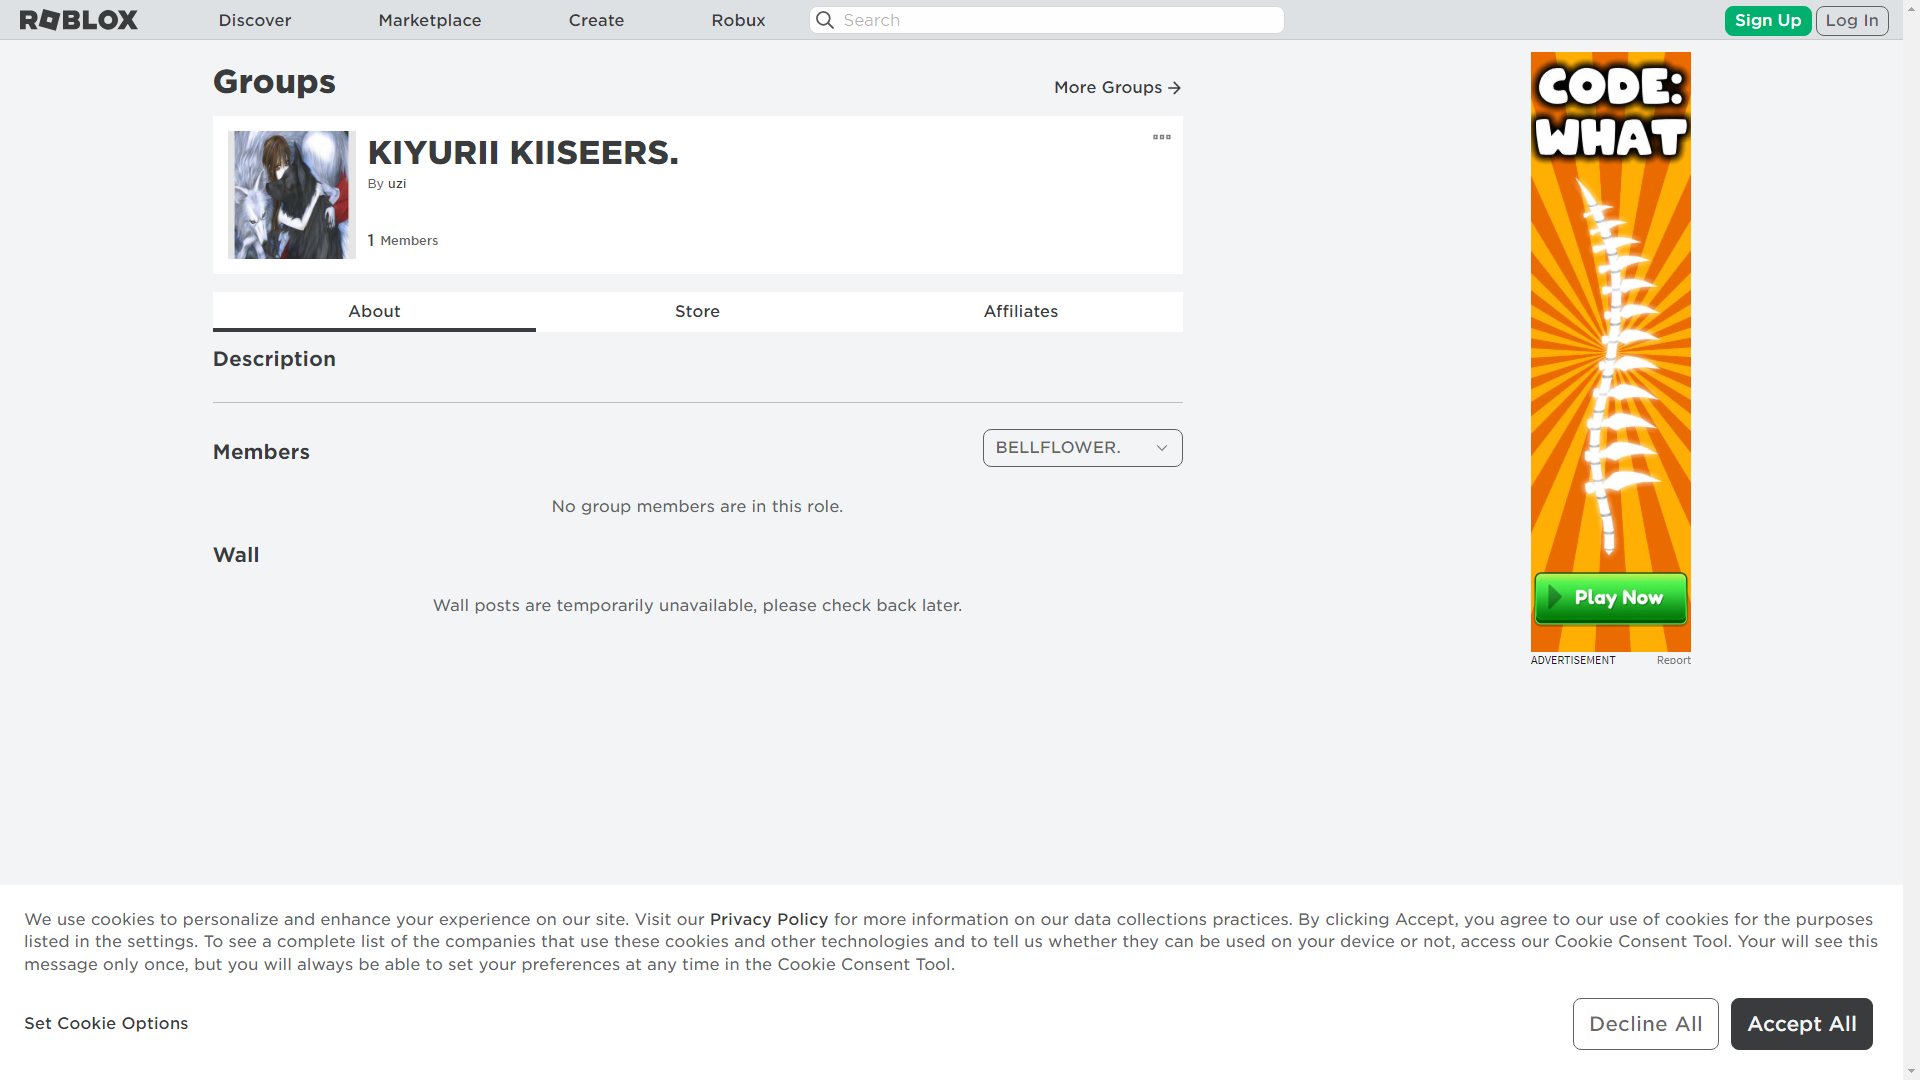 ROBLOX
Discover
Marketplace
Create
Robux
Search
Sign Up
Log In
Groups
More Groups
KIYURII KIISEERS.
By uzi
1 Members
About
Store
Affiliates
Description
Members
BELLFLOWER.
No group members are in this role.
Wall
Wall posts are temporarily unavailable, please check back later.
CODE:
WHAT
Play Now
ADVERTISEMENT
Report
We use cookies to personalize and enhance your experience on our site. Visit our Privacy Policy for more information on our data collections practices. By clicking Accept, you agree to our use of cookies for the purposes
listed in the settings. To see a complete list of the companies that use these cookies and other technologies and to tell us whether they can be used on your device or not, access our Cookie Consent Tool. Your will see this
message only once, but you will always be able to set your preferences at any time in the Cookie Consent Tool.
Set Cookie Options
Decline All
Accept All